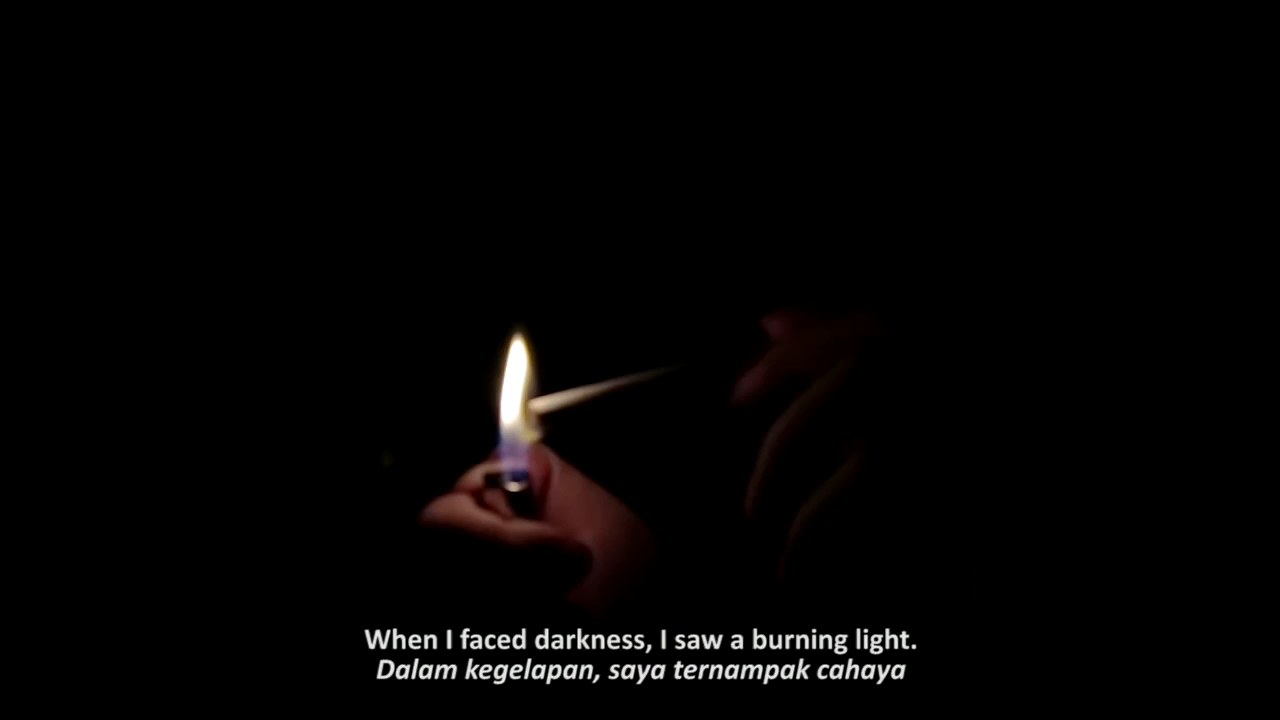 When I faced darkness, I saw a burning light.
Dalam kegelapan, saya ternampak cahaya